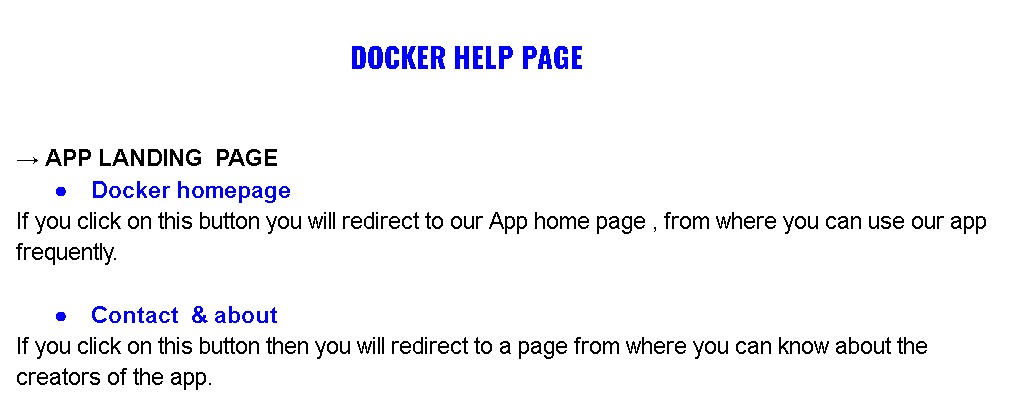 DOCKER HELP PAGE
→ APP LANDING  PAGE
● Docker homepage
If you click on this button you will redirect to our App home page , from where you can use our app
frequently.
● Contact  & about
If you click on this button then you will redirect to a page from where you can know about the
creators of the app.